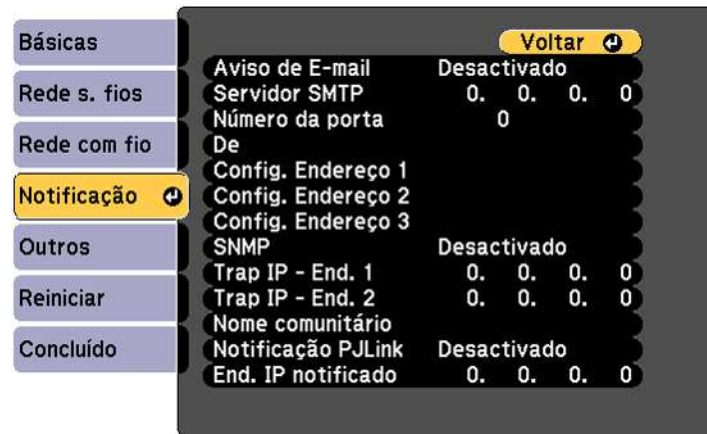 Básicas
Rede s. fios
Rede com fio
Notificação
Outros
Reiniciar
Concluído
Voltar
Aviso de E-mail Desactivado
Servidor SMTP 0. 0. 0. 0
Número da porta 0
De
Config. Endereço 1
Config. Endereço 2
Config. Endereço 3
SNMP Desactivado
Trap IP - End. 1 0. 0. 0. 0
Trap IP - End. 2 0. 0. 0. 0
Nome comunitário
Notificação PJLink Desactivado
End. IP notificado 0. 0. 0. 0